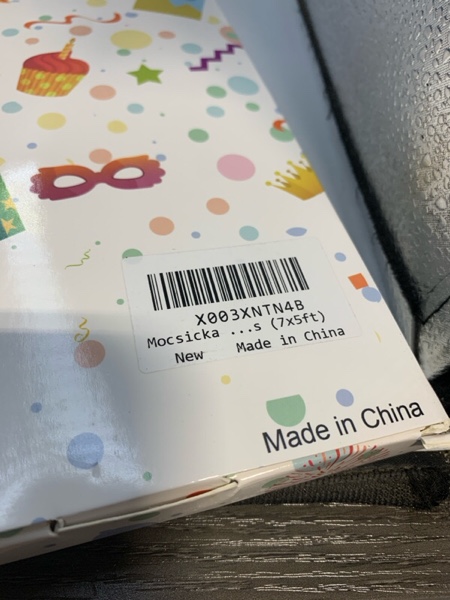 X003XNTN4B
Mocsicka ...s (7x5ft)
New Made in China
Made in China